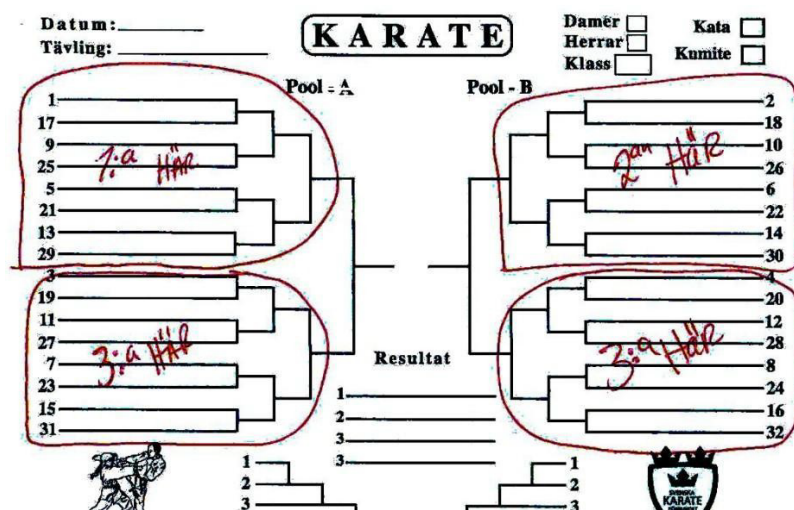 Datum:
Tävling:
KARATE
Damer
Herrar
Klass
Kata
Kumite
Pool - A
Pool - B
1
17
9
25
5
21
13
29
1:a HÄR
3
19
11
27
7
23
15
31
3:a HÄR
2
18
10
26
6
22
14
30
2an HÄR
4
20
12
28
8
24
16
32
3:a HÄR
Resultat
1
2
3
3
1
2
3
1
2
3
SVENSKA
KARATE